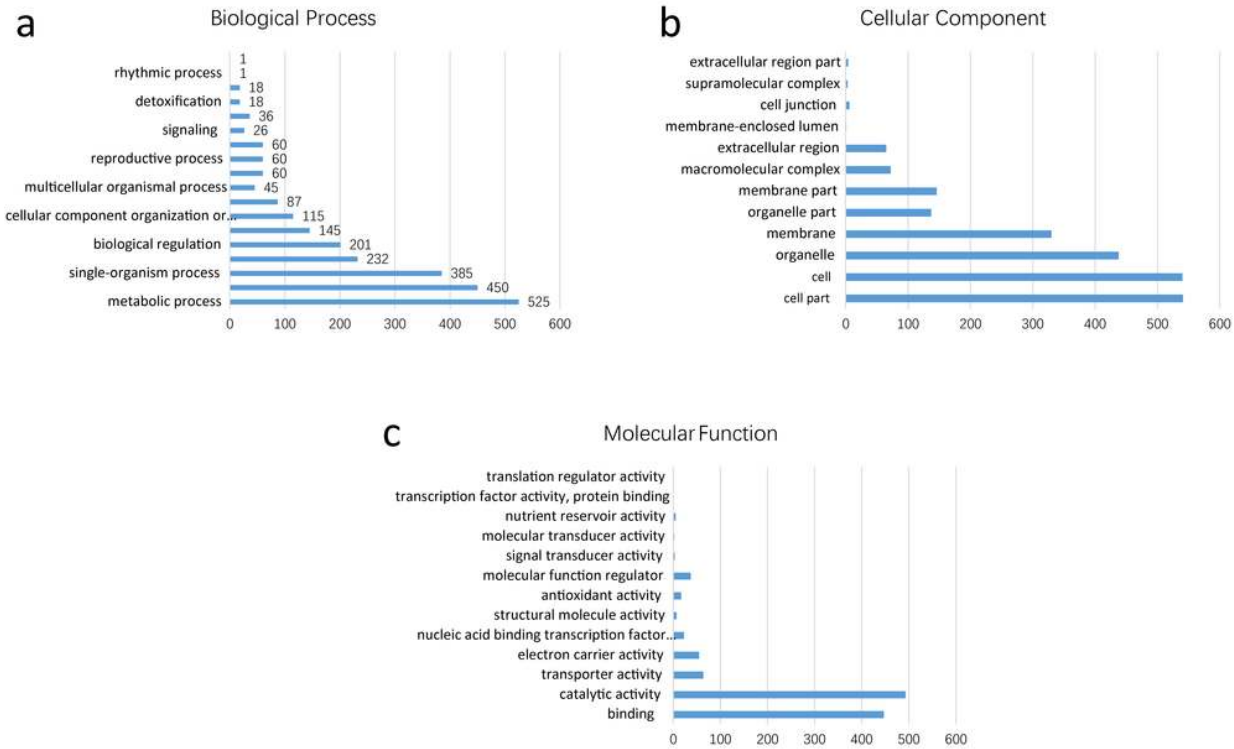 a
Biological Process
1
rhythmic process 1
18
detoxification 18
36
signaling 26
60
reproductive process 60
60
multicellular organismal process 45
87
cellular component organization or... 115
145
biological regulation 201
232
single-organism process 385
450
metabolic process 525
0 100 200 300 400 500 600
b
Cellular Component
extracellular region part
supramolecular complex
cell junction
membrane-enclosed lumen
extracellular region
macromolecular complex
membrane part
organelle part
membrane
organelle
cell
cell part
0 100 200 300 400 500 600
c
Molecular Function
translation regulator activity
transcription factor activity, protein binding
nutrient reservoir activity
molecular transducer activity
signal transducer activity
molecular function regulator
antioxidant activity
structural molecule activity
nucleic acid binding transcription factor...
electron carrier activity
transporter activity
catalytic activity
binding
0 100 200 300 400 500 600